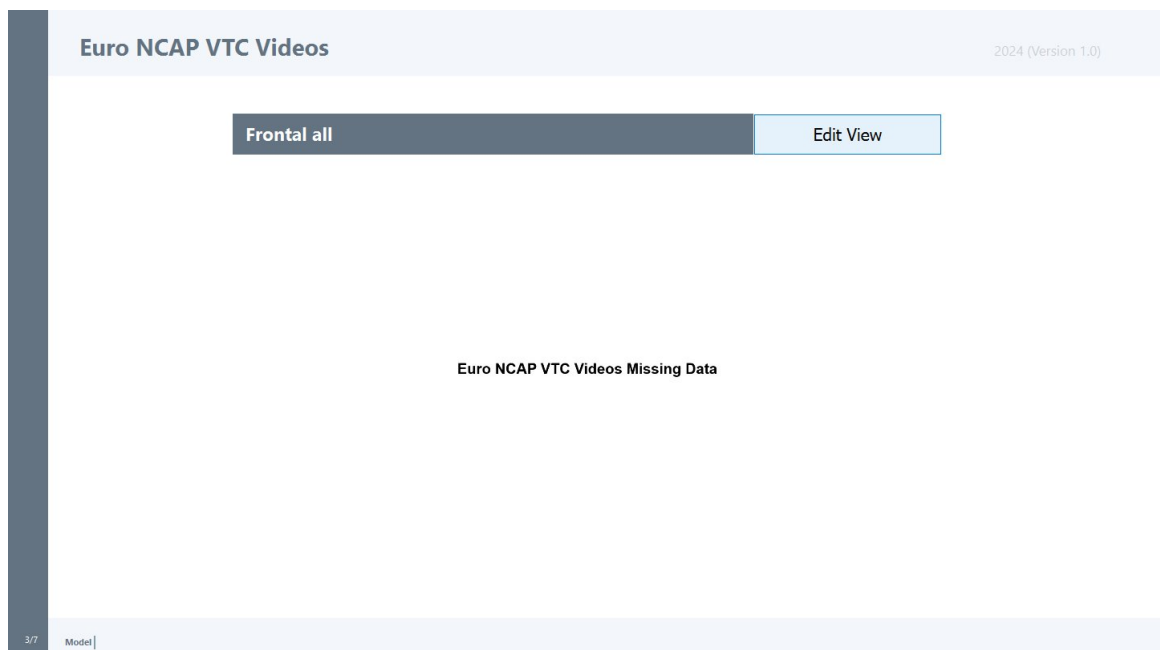 Euro NCAP VTC Videos
2024 (Version 1.0)
Frontal all
Edit View
Euro NCAP VTC Videos Missing Data
3/7
Model